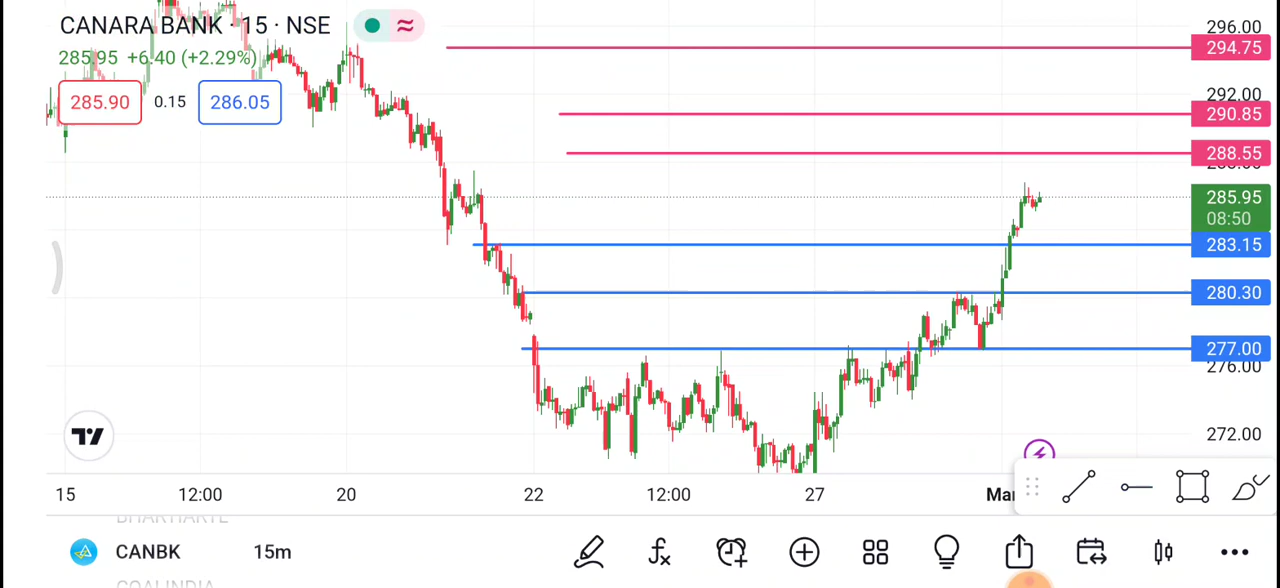 CANARA BANK · 15 · NSE
285.95 +6.40 (+2.29%)
285.90 0.15 286.05
296.00
294.75
292.00
290.85
288.55
285.95
08:50
283.15
280.30
277.00
276.00
272.00
15 12:00 20 22 12:00 27 Mar
BHARTIARTL
CANBK 15m
COALINDIA